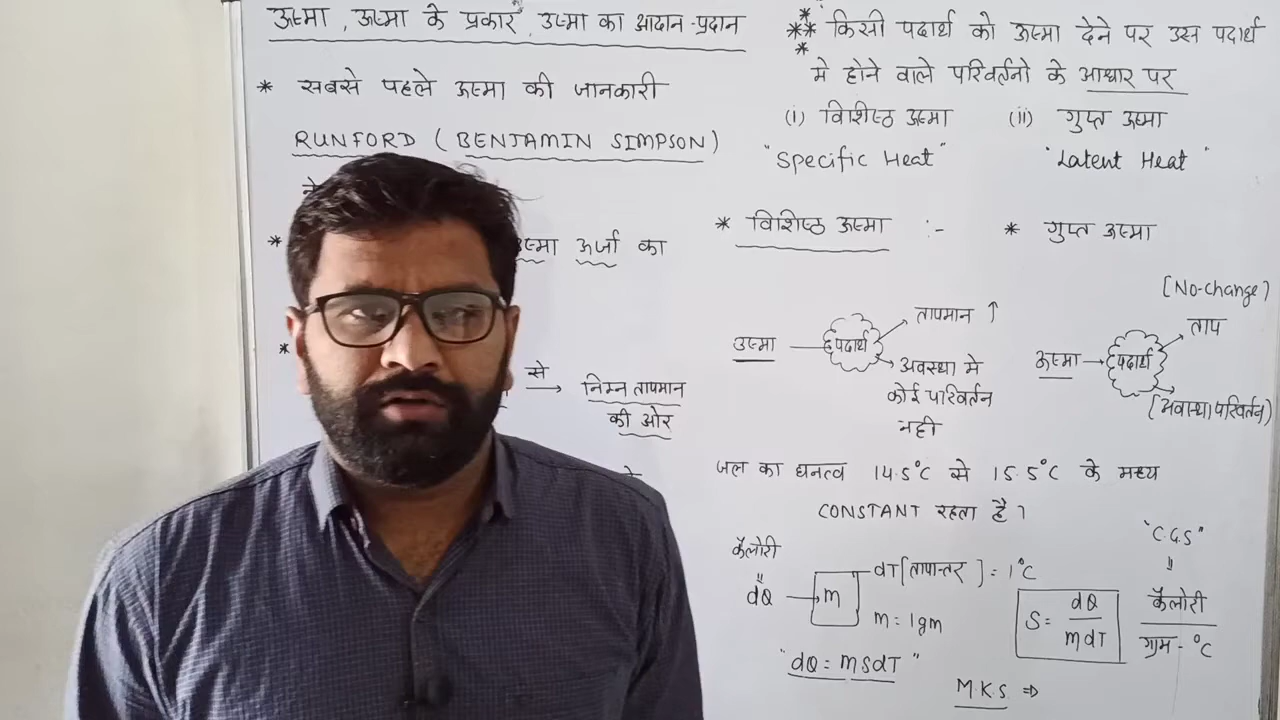 ऊष्मा, ऊष्मा के प्रकार, उष्मा का आदान-प्रदान
* सबसे पहले ऊष्मा की जानकारी
RUNFORD (BENJAMIN SIMPSON)
ने
* ऊष्मा ऊर्जा का
*
से → निम्न तापमान
की ओर
*** किसी पदार्थ को ऊष्मा देने पर उस पदार्थ
मे होने वाले परिवर्तनो के आधार पर
(i) विशिष्ठ ऊष्मा (ii) गुप्त ऊष्मा
"Specific Heat" "Latent Heat"
* विशिष्ठ ऊष्मा :-
उष्मा पदार्थ तापमान ↑
अवस्था मे
कोई परिवर्तन
नही
* गुप्त ऊष्मा
[No-change]
ऊष्मा → पदार्थ ताप
[अवस्था परिवर्तन]
जल का घनत्व 14.5°C से 15.5°C के मध्य
CONSTANT रहता है।
कैलोरी
"
dQ → m dT[तापान्तर] = 1°C
m = 1gm
"dQ = msdT"
S = dQ/mdT
"C.G.S"
"
कैलोरी
ग्राम - °C
M.K.S ⇒